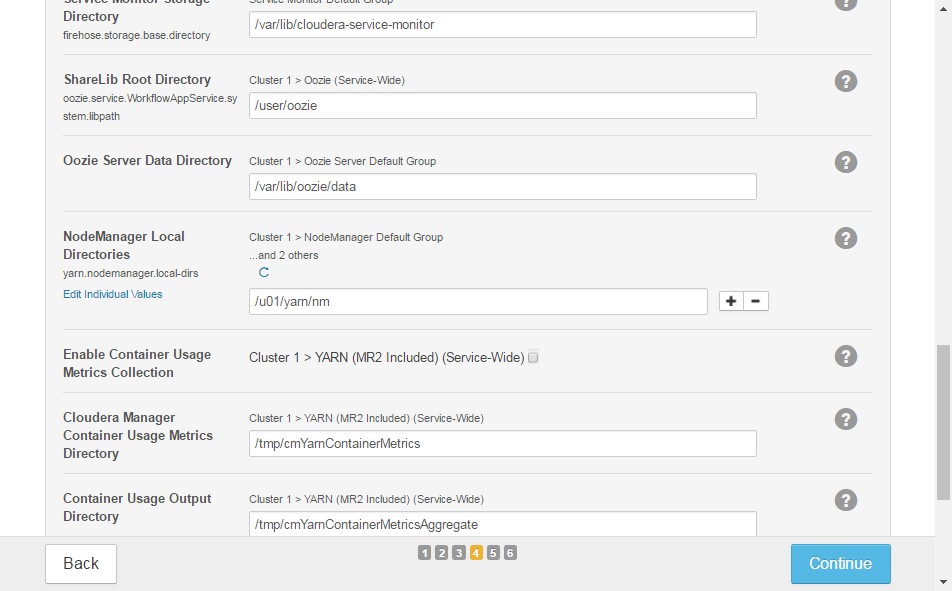 Service Monitor Storage
Directory
firehose.storage.base.directory
Service Monitor Default Group
/var/lib/cloudera-service-monitor
?
ShareLib Root Directory
oozie.service.WorkflowAppService.sy
stem.libpath
Cluster 1 > Oozie (Service-Wide)
/user/oozie
?
Oozie Server Data Directory
Cluster 1 > Oozie Server Default Group
/var/lib/oozie/data
?
NodeManager Local
Directories
yarn.nodemanager.local-dirs
Edit Individual Values
Cluster 1 > NodeManager Default Group
...and 2 others
/u01/yarn/nm
+ -
?
Enable Container Usage
Metrics Collection
Cluster 1 > YARN (MR2 Included) (Service-Wide)
?
Cloudera Manager
Container Usage Metrics
Directory
Cluster 1 > YARN (MR2 Included) (Service-Wide)
/tmp/cmYarnContainerMetrics
?
Container Usage Output
Directory
Cluster 1 > YARN (MR2 Included) (Service-Wide)
/tmp/cmYarnContainerMetricsAggregate
?
Back
1 2 3 4 5 6
Continue